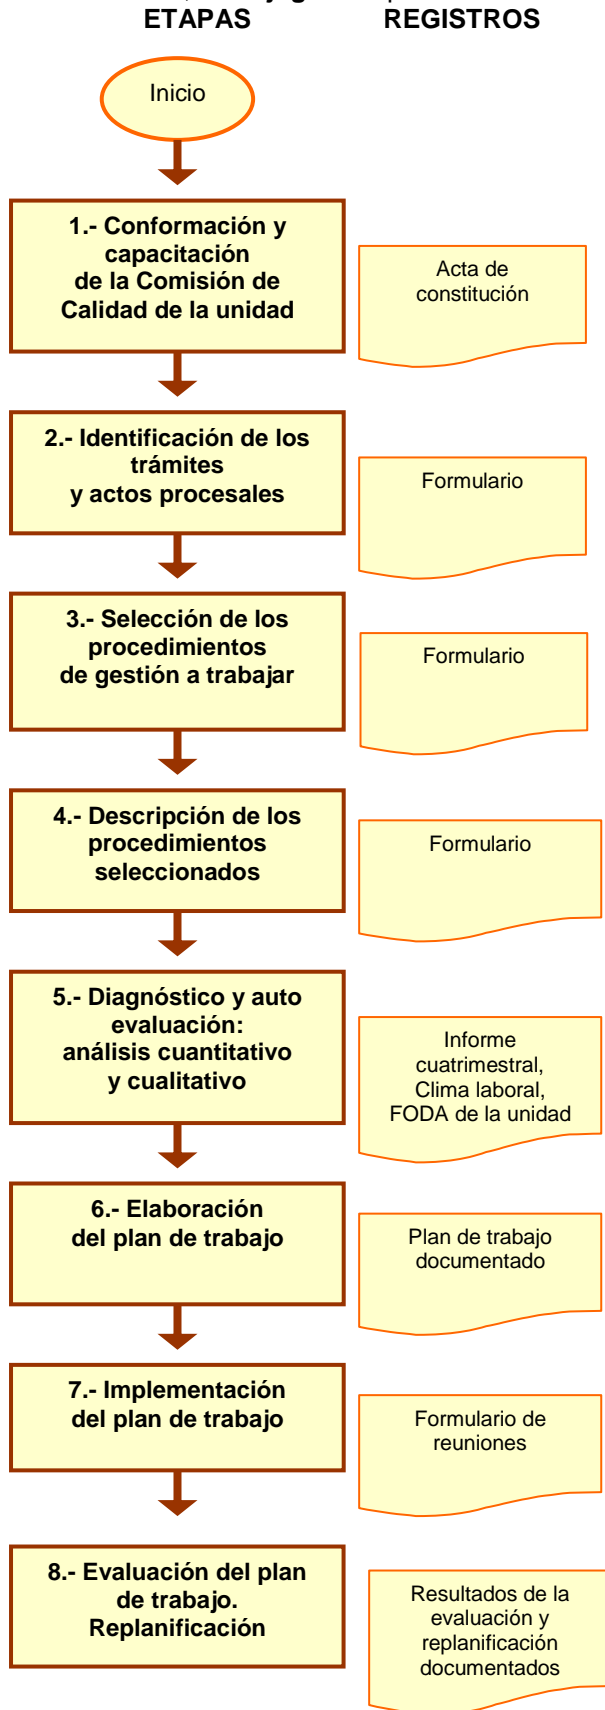 ETAPAS
REGISTROS
Inicio
1.- Conformación y
capacitación
de la Comisión de
Calidad de la unidad
Acta de
constitución
2.- Identificación de los
trámites
y actos procesales
Formulario
3.- Selección de los
procedimientos
de gestión a trabajar
Formulario
4.- Descripción de los
procedimientos
seleccionados
Formulario
5.- Diagnóstico y auto
evaluación:
análisis cuantitativo
y cualitativo
Informe
cuatrimestral,
Clima laboral,
FODA de la unidad
6.- Elaboración
del plan de trabajo
Plan de trabajo
documentado
7.- Implementación
del plan de trabajo
Formulario de
reuniones
8.- Evaluación del plan
de trabajo.
Replanificación
Resultados de la
evaluación y
replanificación
documentados